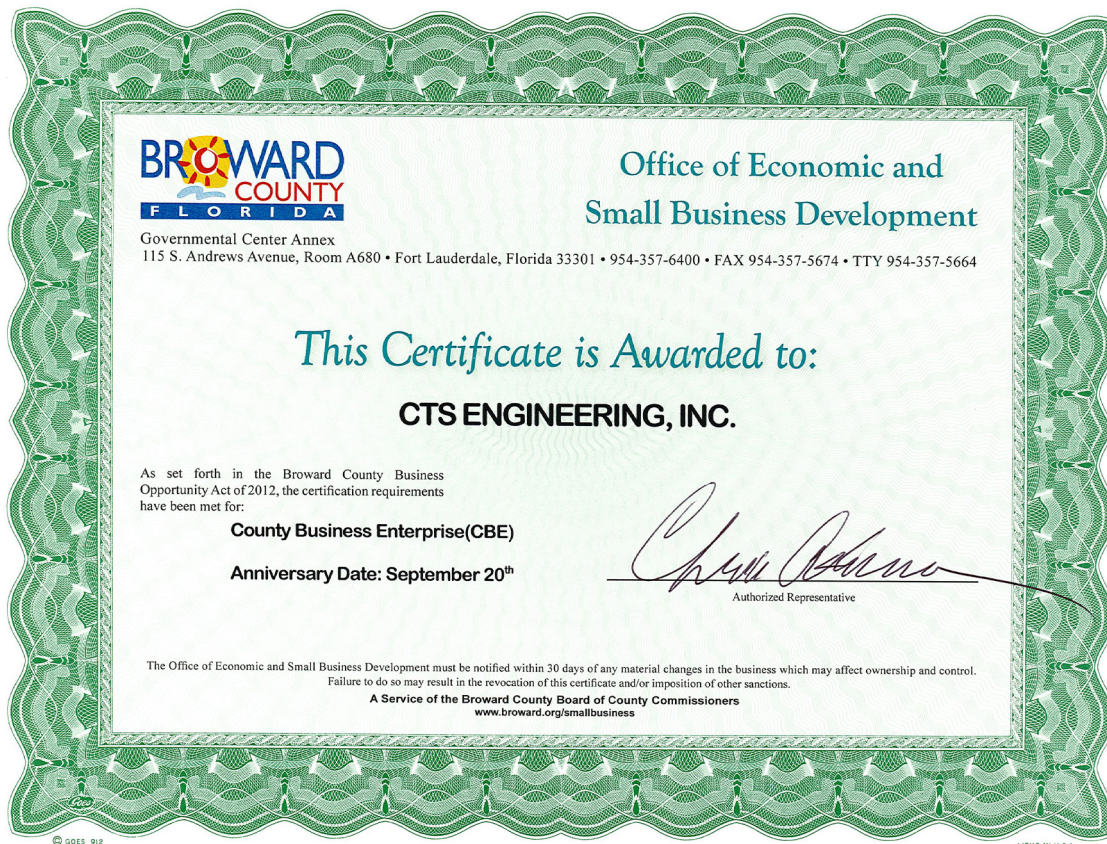 BROWARD
COUNTY
FLORIDA
Office of Economic and
Small Business Development
Governmental Center Annex
115 S. Andrews Avenue, Room A680 • Fort Lauderdale, Florida 33301 • 954-357-6400 • FAX 954-357-5674 • TTY 954-357-5664
This Certificate is Awarded to:
CTS ENGINEERING, INC.
As set forth in the Broward County Business
Opportunity Act of 2012, the certification requirements
have been met for:
County Business Enterprise(CBE)
Anniversary Date: September 20th
Authorized Representative
The Office of Economic and Small Business Development must be notified within 30 days of any material changes in the business which may affect ownership and control.
Failure to do so may result in the revocation of this certificate and/or imposition of other sanctions.
A Service of the Broward County Board of County Commissioners
www.broward.org/smallbusiness
Goes
© GOES 912